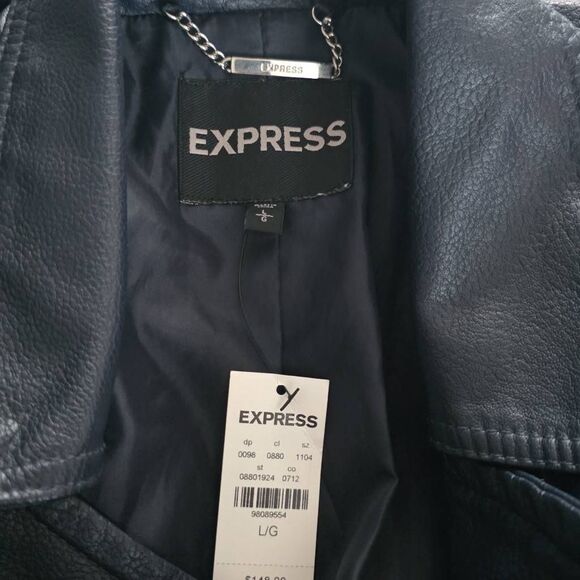 EXPRESS
EXPRESS
L
G
EXPRESS
dp cl sz
0098 0880 1104
st co
08801924 0712
98089554
L/G